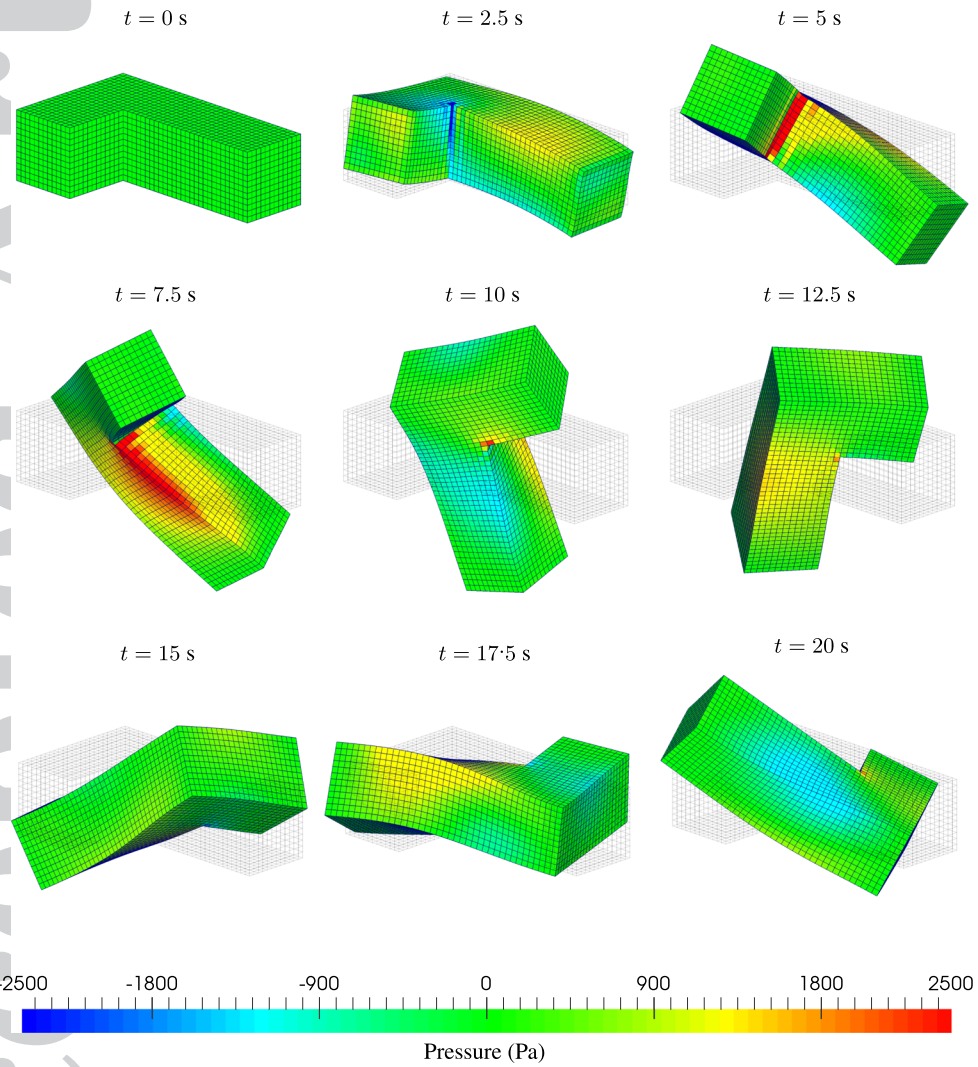 t = 0 s
t = 2.5 s
t = 5 s
t = 7.5 s
t = 10 s
t = 12.5 s
t = 15 s
t = 17·5 s
t = 20 s
-2500 -1800 -900 0 900 1800 2500
Pressure (Pa)